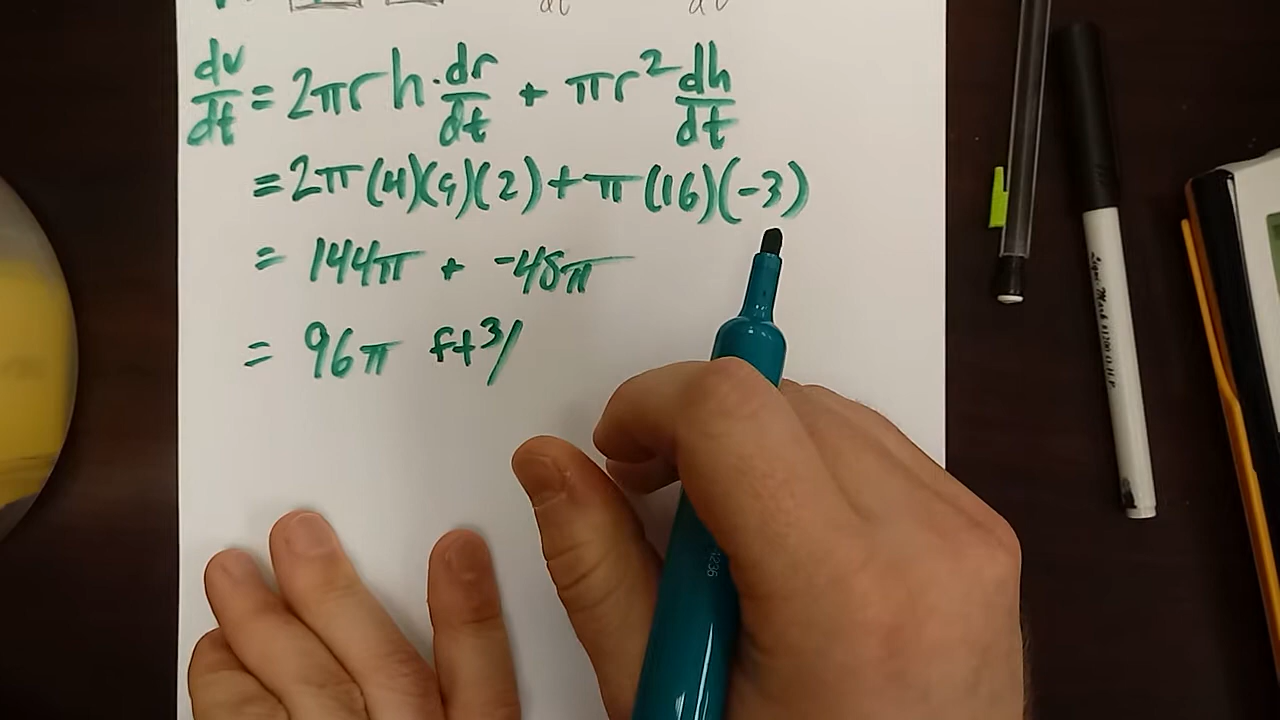 dv/dt = 2πrh · dr/dt + πr² dh/dt
= 2π(4)(9)(2) + π(16)(-3)
= 144π + -48π
= 96π ft³/